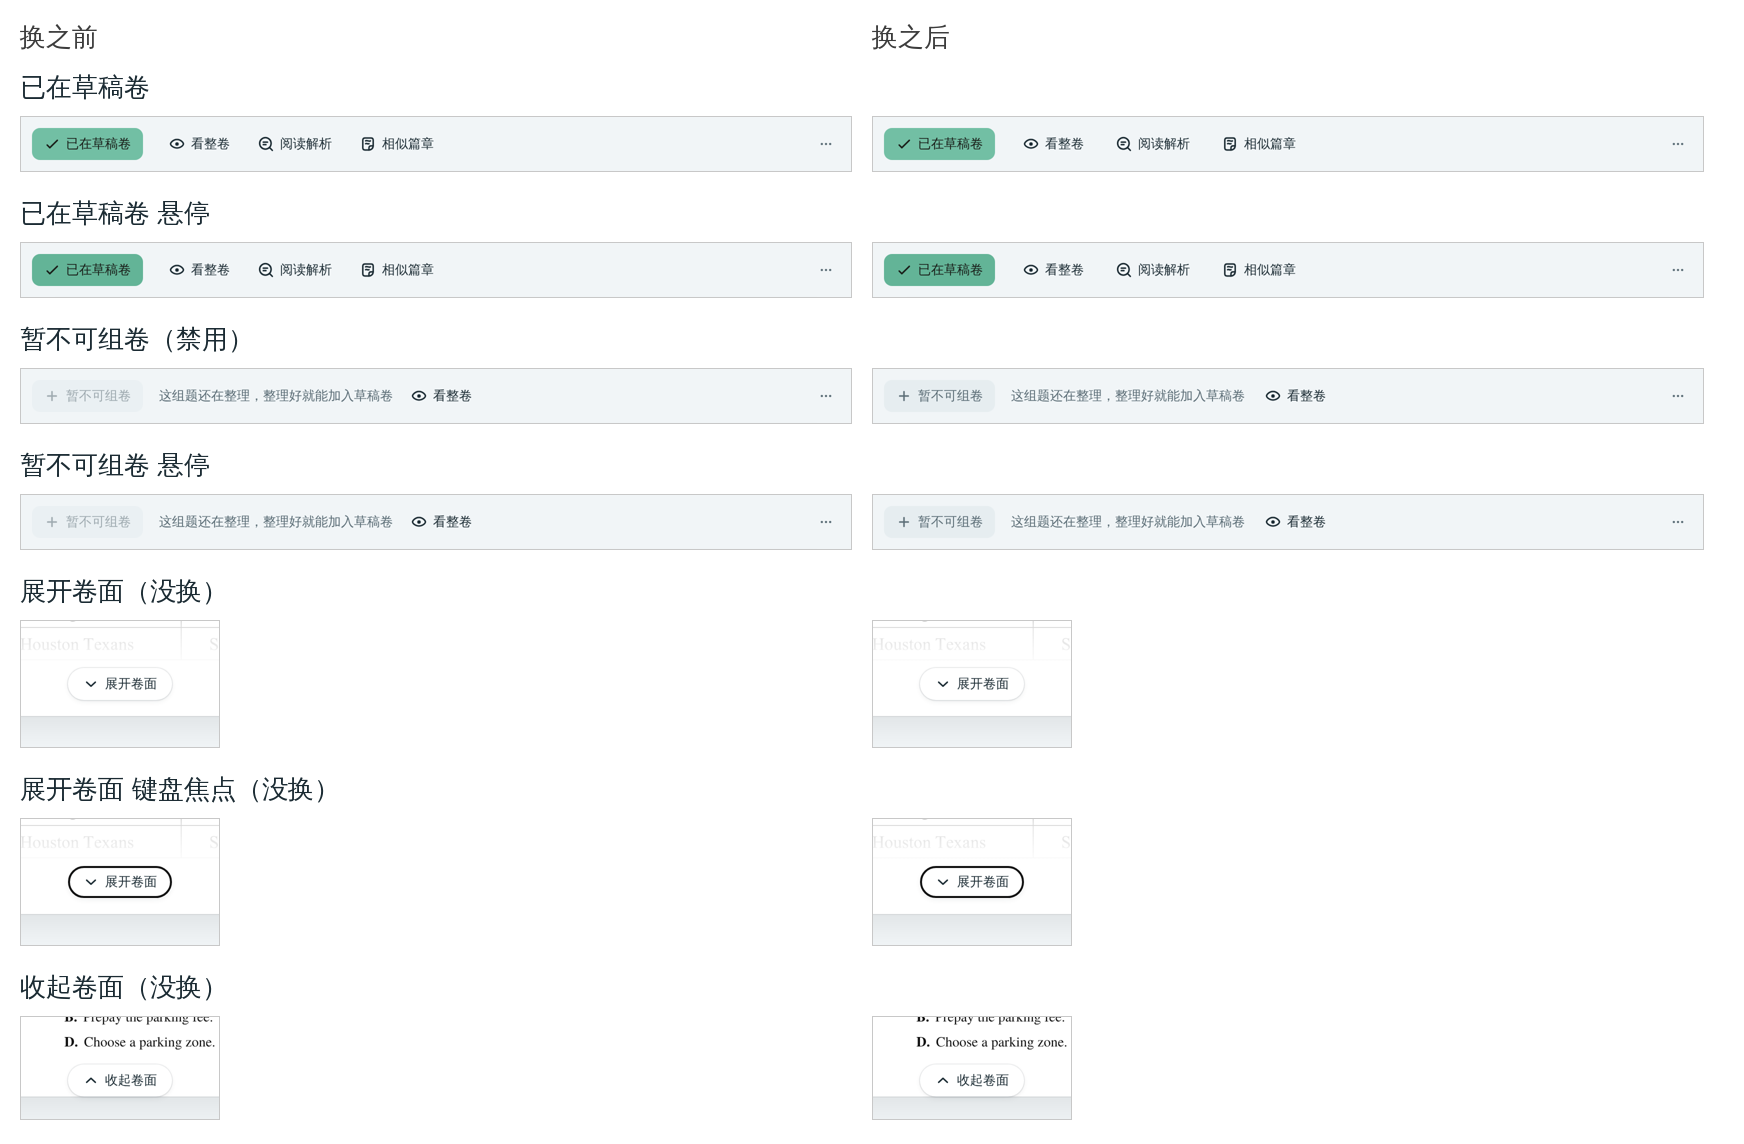 换之前 换之后
已在草稿卷
已在草稿卷 看整卷 阅读解析 相似篇章 ... 已在草稿卷 看整卷 阅读解析 相似篇章 ...
已在草稿卷 悬停
已在草稿卷 看整卷 阅读解析 相似篇章 ... 已在草稿卷 看整卷 阅读解析 相似篇章 ...
暂不可组卷（禁用）
暂不可组卷 这组题还在整理，整理好就能加入草稿卷 看整卷 ... 暂不可组卷 这组题还在整理，整理好就能加入草稿卷 看整卷 ...
暂不可组卷 悬停
暂不可组卷 这组题还在整理，整理好就能加入草稿卷 看整卷 ... 暂不可组卷 这组题还在整理，整理好就能加入草稿卷 看整卷 ...
展开卷面（没换）
Houston Texans S Houston Texans S
展开卷面 展开卷面
展开卷面 键盘焦点（没换）
Houston Texans S Houston Texans S
展开卷面 展开卷面
收起卷面（没换）
B. Prepay the parking fee. B. Prepay the parking fee.
D. Choose a parking zone. D. Choose a parking zone.
收起卷面 收起卷面